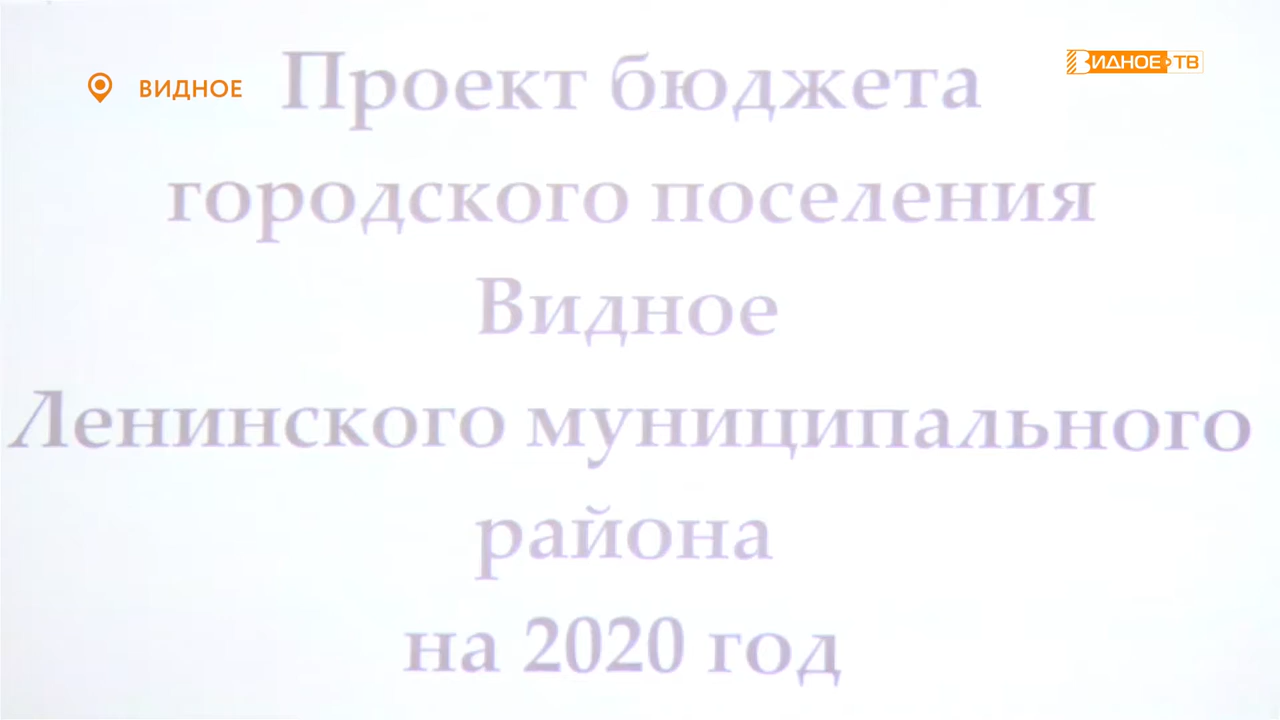 ВИДНОЕ
ВИДНОЕ ТВ
Проект бюджета
городского поселения
Видное
Ленинского муниципального
района
на 2020 год